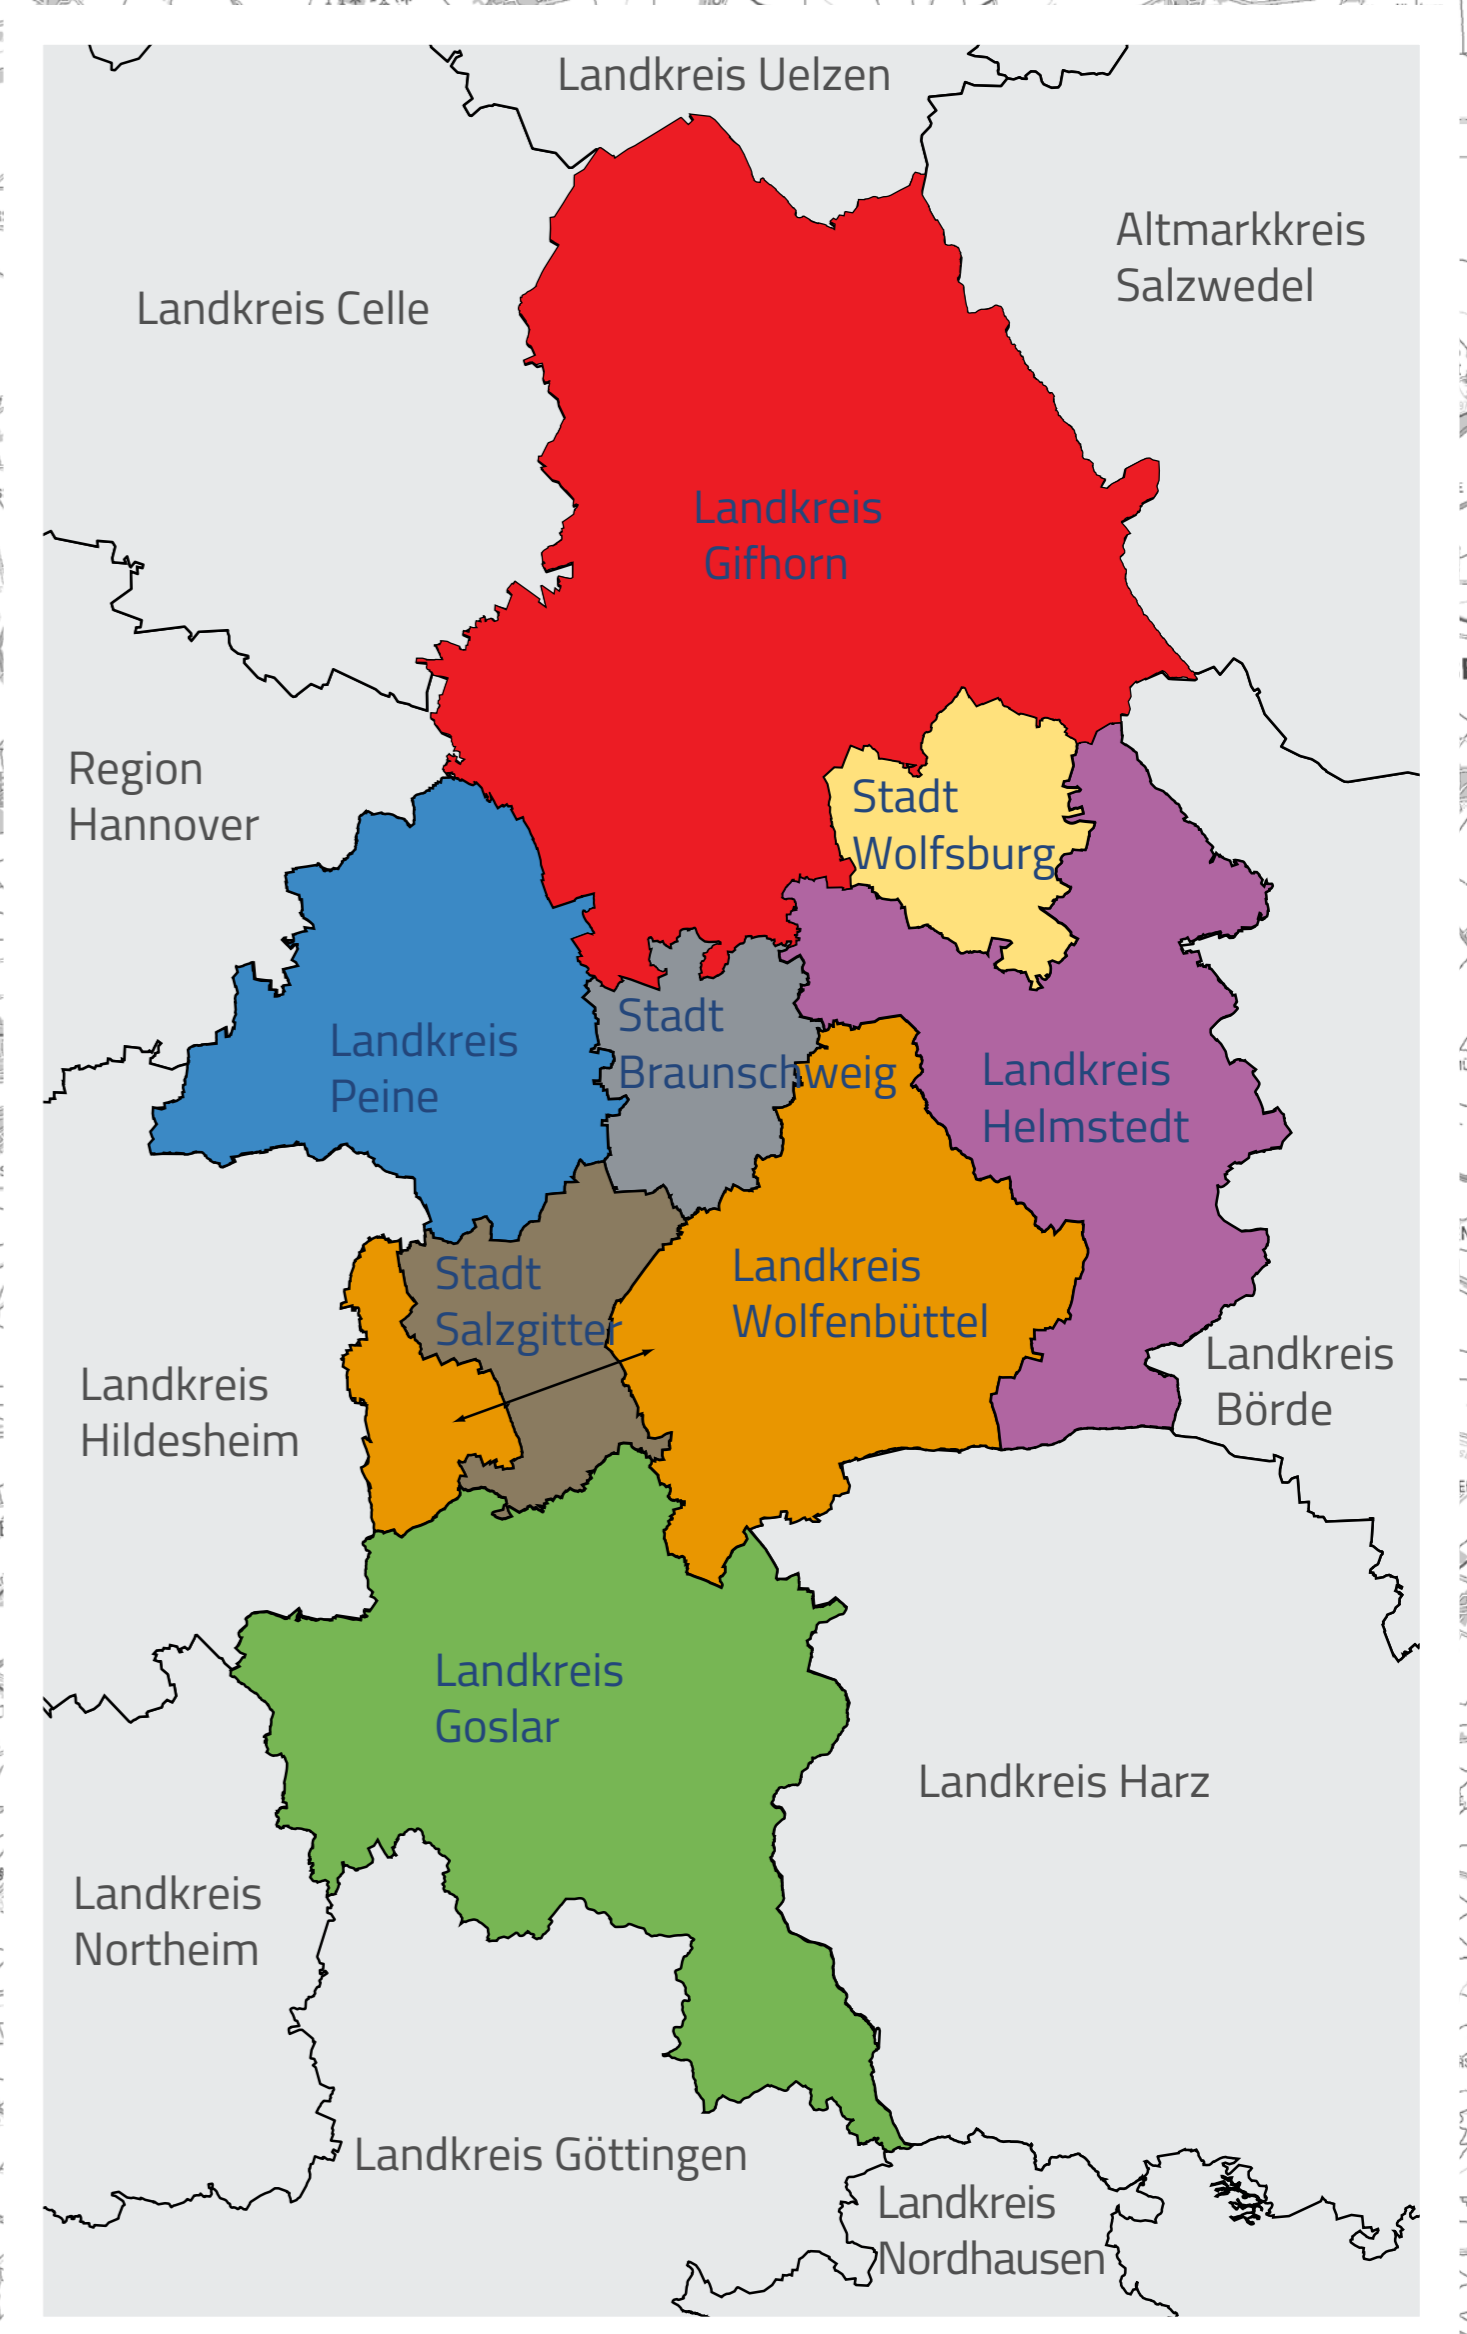 Landkreis Uelzen
Altmarkkreis
Salzwedel
Landkreis Celle
Landkreis
Gifhorn
Region
Hannover
Stadt
Wolfsburg
Stadt
Braunschweig
Landkreis
Peine
Landkreis
Helmstedt
Stadt
Salzgitter
Landkreis
Wolfenbüttel
Landkreis
Börde
Landkreis
Hildesheim
Landkreis
Goslar
Landkreis Harz
Landkreis
Northeim
Landkreis Göttingen
Landkreis
Nordhausen